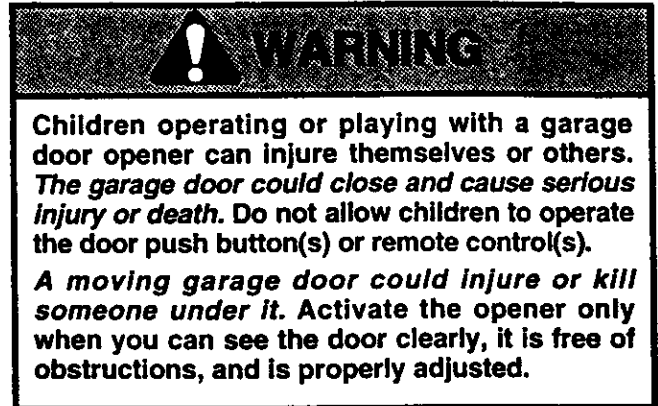 WARNING
Children operating or playing with a garage
door opener can injure themselves or others.
The garage door could close and cause serious
injury or death. Do not allow children to operate
the door push button(s) or remote control(s).
A moving garage door could injure or kill
someone under it. Activate the opener only
when you can see the door clearly, it is free of
obstructions, and is properly adjusted.